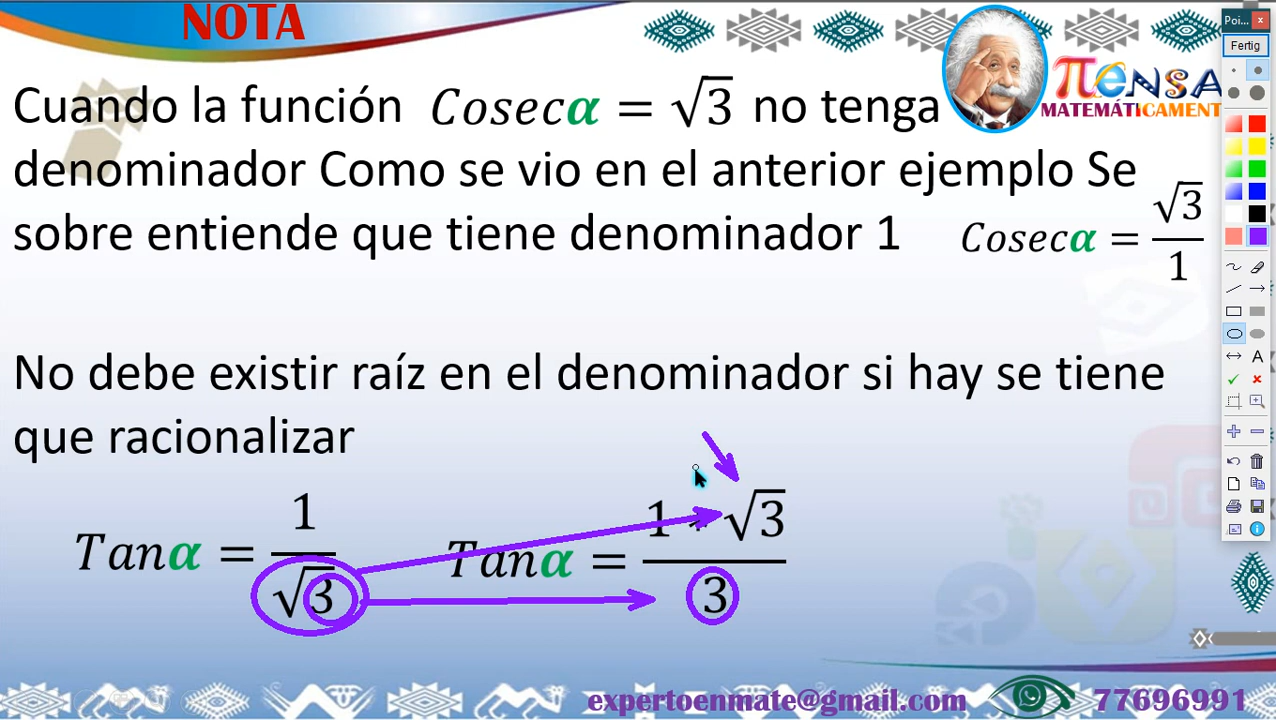 NOTA
Poi...
Fertig
πENSA
MATEMÁTICAMENT
Cuando la función Cosecα = √3 no tenga
denominador Como se vio en el anterior ejemplo Se
sobre entiende que tiene denominador 1 Cosecα = √3/1
No debe existir raíz en el denominador si hay se tiene
que racionalizar
Tanα = 1/√3 Tanα = 1 * √3/3
A
expertoenmate@gmail.com 77696991